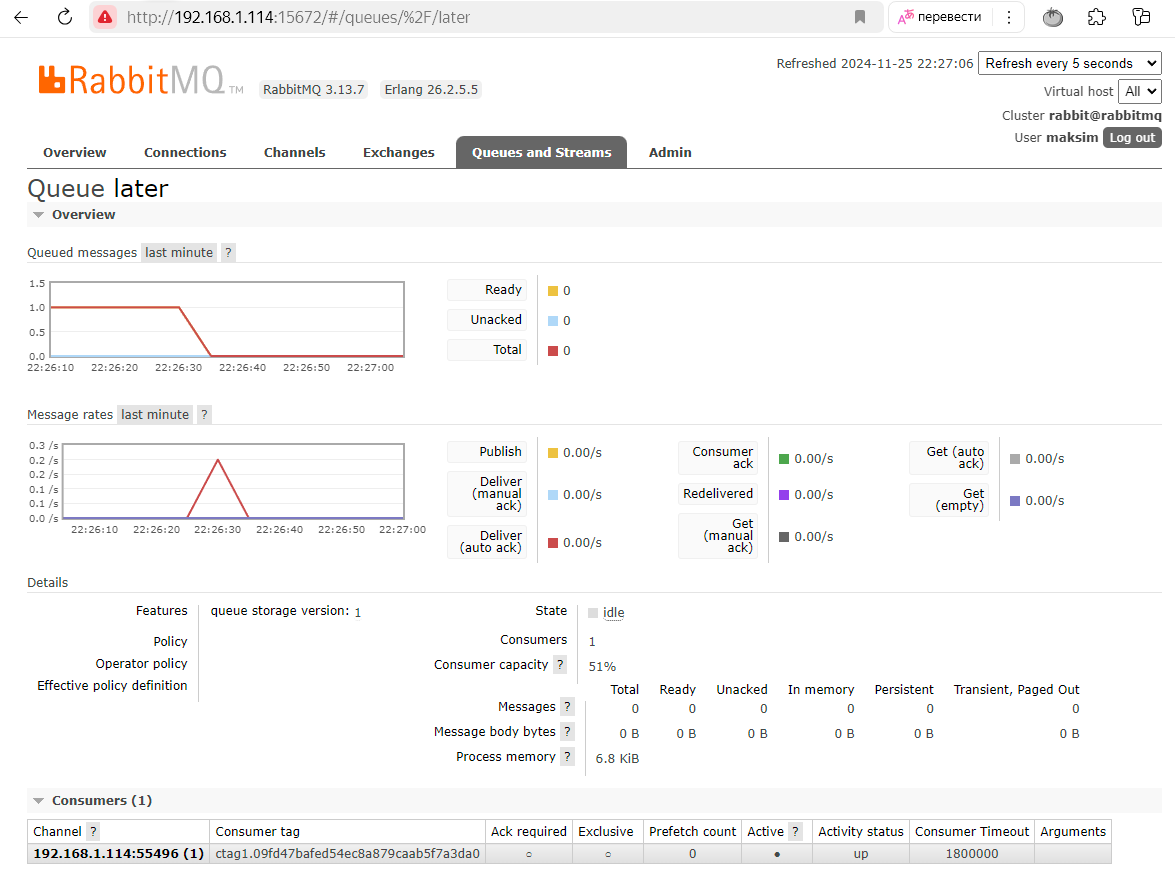 http://192.168.1.114:15672/#/queues/%2F/later
перевести
RabbitMQ TM
RabbitMQ 3.13.7
Erlang 26.2.5.5
Refreshed 2024-11-25 22:27:06
Refresh every 5 seconds
Virtual host All
Cluster rabbit@rabbitmq
User maksim Log out
Overview Connections Channels Exchanges Queues and Streams Admin
Queue later
Overview
Queued messages last minute ?
1.5
1.0
0.5
0.0
22:26:10 22:26:20 22:26:30 22:26:40 22:26:50 22:27:00
Ready 0
Unacked 0
Total 0
Message rates last minute ?
0.3 /s
0.2 /s
0.2 /s
0.1 /s
0.1 /s
0.0 /s
22:26:10 22:26:20 22:26:30 22:26:40 22:26:50 22:27:00
Publish 0.00/s
Deliver
(manual
ack)
0.00/s
Deliver
(auto ack)
0.00/s
Consumer
ack
0.00/s
Redelivered 0.00/s
Get
(manual
ack)
0.00/s
Get (auto
ack)
0.00/s
Get
(empty)
0.00/s
Details
Features queue storage version: 1
Policy
Operator policy
Effective policy definition
State idle
Consumers 1
Consumer capacity ? 51%
Total Ready Unacked In memory Persistent Transient, Paged Out
Messages ? 0 0 0 0 0 0
Message body bytes ? 0 B 0 B 0 B 0 B 0 B 0 B
Process memory ? 6.8 KiB
Consumers (1)
Channel ? Consumer tag Ack required Exclusive Prefetch count Active ? Activity status Consumer Timeout Arguments
192.168.1.114:55496 (1) ctag1.09fd47bafed54ec8a879caab5f7a3da0 ○ ○ 0 ● up 1800000